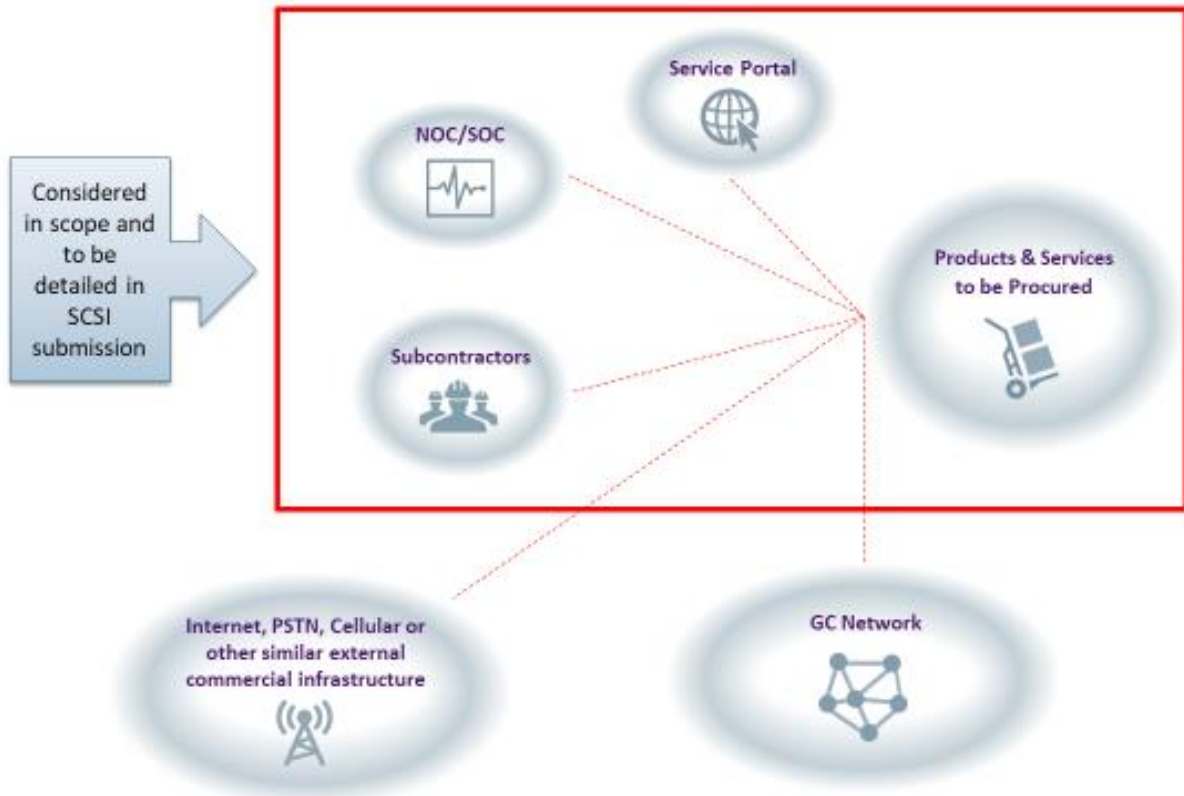 Service Portal
NOC/SOC
Considered
in scope and
to be
detailed in
SCSI
submission
Products & Services
to be Procured
Subcontractors
Internet, PSTN, Cellular or
other similar external
commercial infrastructure
GC Network